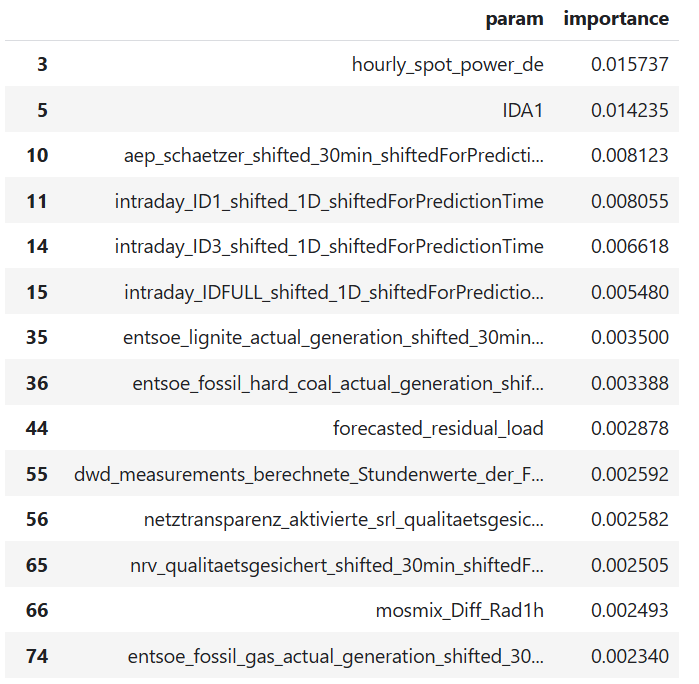 param importance
3 hourly_spot_power_de 0.015737
5 IDA1 0.014235
10 aep_schaetzer_shifted_30min_shiftedForPredicti... 0.008123
11 intraday_ID1_shifted_1D_shiftedForPredictionTime 0.008055
14 intraday_ID3_shifted_1D_shiftedForPredictionTime 0.006618
15 intraday_IDFULL_shifted_1D_shiftedForPredictio... 0.005480
35 entsoe_lignite_actual_generation_shifted_30min... 0.003500
36 entsoe_fossil_hard_coal_actual_generation_shif... 0.003388
44 forecasted_residual_load 0.002878
55 dwd_measurements_berechnete_Stundenwerte_der_F... 0.002592
56 netztransparenz_aktivierte_srl_qualitaetsgesic... 0.002582
65 nrv_qualitaetsgesichert_shifted_30min_shiftedF... 0.002505
66 mosmix_Diff_Rad1h 0.002493
74 entsoe_fossil_gas_actual_generation_shifted_30... 0.002340